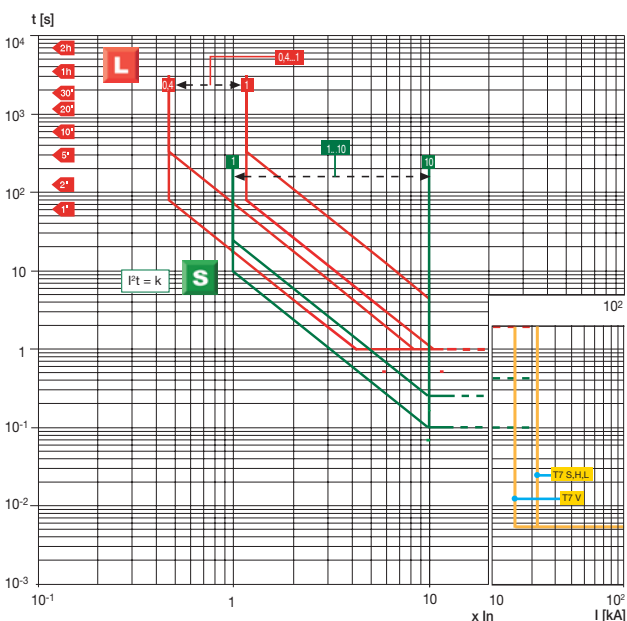 t [s]
10⁴
2h
1h
30'
20'
10'
5'
2'
1'
L
0,4...1
0,4
1
10³
1...10
1
10
10²
S
I²t = k
10
10²
1
10⁻¹
T7 S,H,L
T7 V
10⁻²
10⁻³
10⁻¹
1
10
x In
10
10²
I [kA]